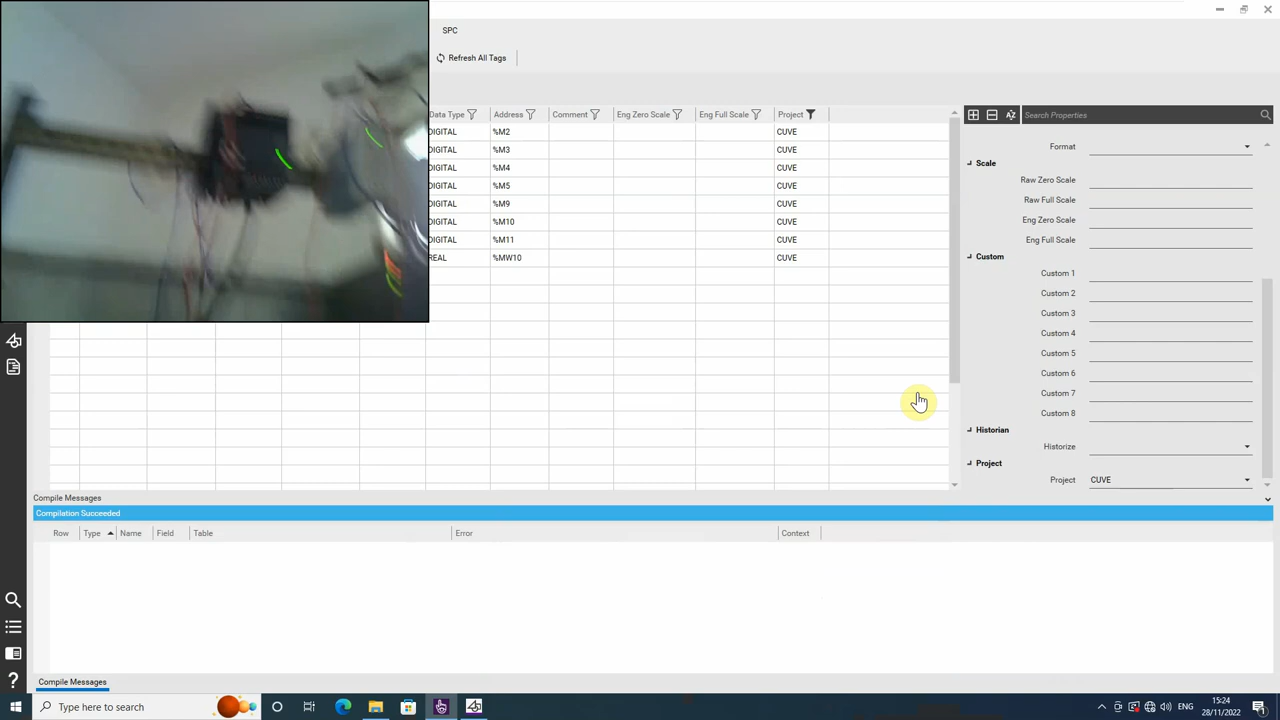 SPC
Refresh All Tags
Data Type Address Comment Eng Zero Scale Eng Full Scale Project
DIGITAL %M2 CUVE
DIGITAL %M3 CUVE
DIGITAL %M4 CUVE
DIGITAL %M5 CUVE
DIGITAL %M9 CUVE
DIGITAL %M10 CUVE
DIGITAL %M11 CUVE
REAL %MW10 CUVE
Search Properties
Format
Scale
Raw Zero Scale
Raw Full Scale
Eng Zero Scale
Eng Full Scale
Custom
Custom 1
Custom 2
Custom 3
Custom 4
Custom 5
Custom 6
Custom 7
Custom 8
Historian
Historize
Project
Project CUVE
Compile Messages
Compilation Succeeded
Row Type Name Field Table Error Context
Compile Messages
Type here to search
ENG
15:24
28/11/2022